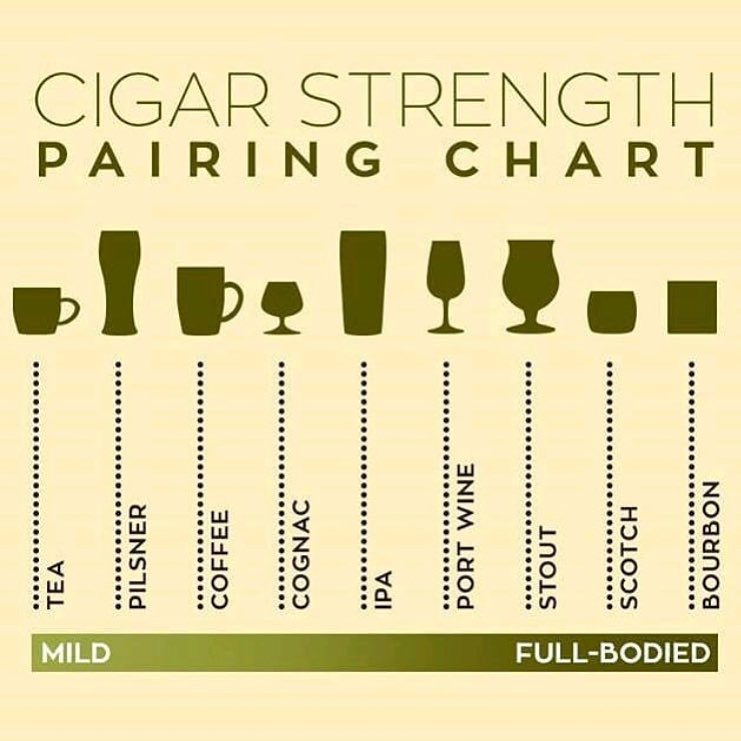 CIGAR STRENGTH
PAIRING CHART
TEA
PILSNER
COFFEE
COGNAC
IPA
PORT WINE
STOUT
SCOTCH
BOURBON
MILD
FULL-BODIED